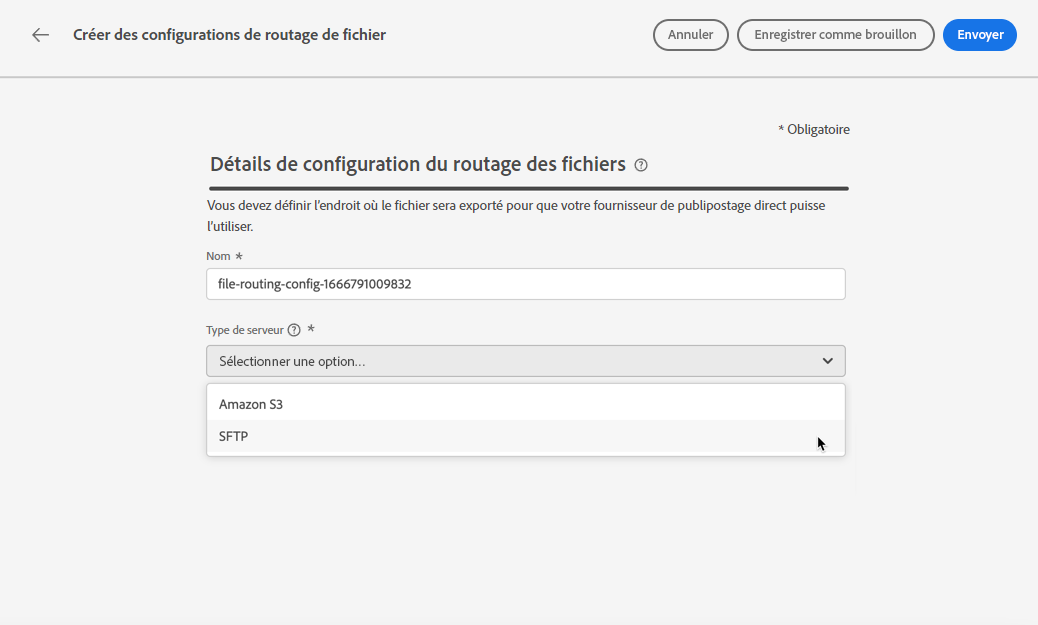 Créer des configurations de routage de fichier
Annuler
Enregistrer comme brouillon
Envoyer
* Obligatoire
Détails de configuration du routage des fichiers
Vous devez définir l'endroit où le fichier sera exporté pour que votre fournisseur de publipostage direct puisse
l'utiliser.
Nom *
file-routing-config-1666791009832
Type de serveur ? *
Sélectionner une option...
Amazon S3
SFTP